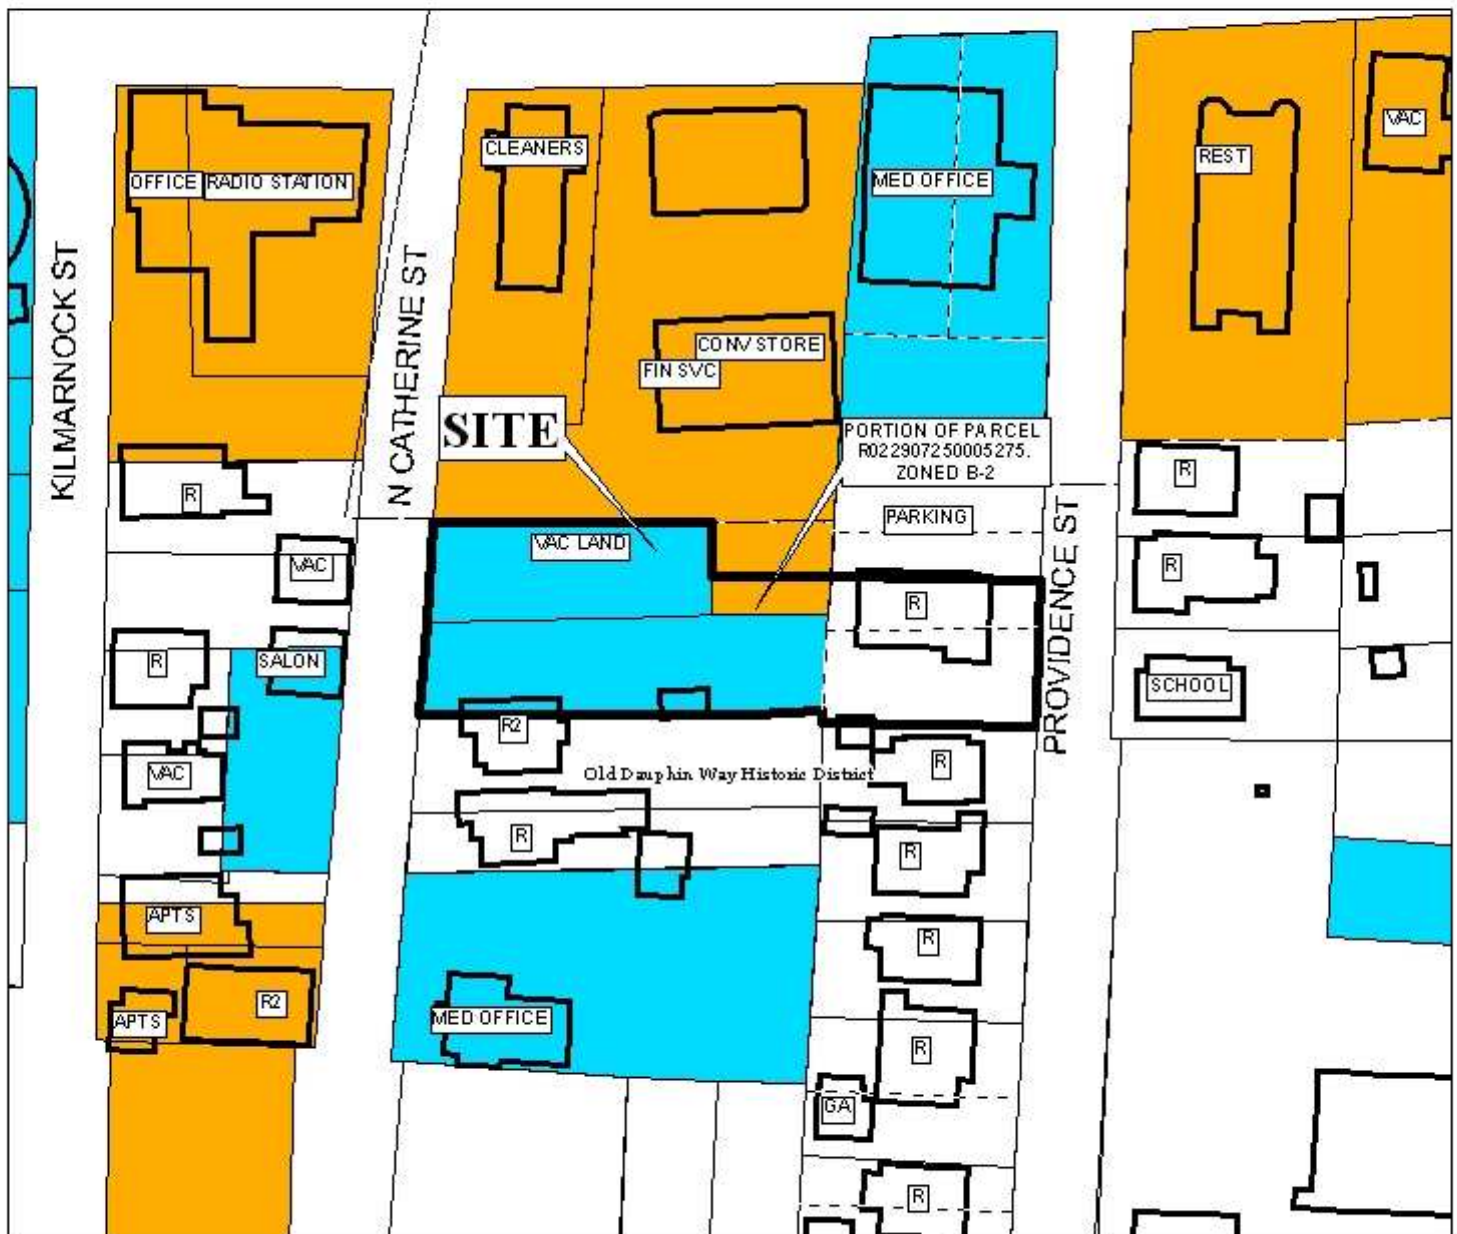 CLEANERS
VAC
REST
OFFICE
RADIO STATION
MED OFFICE
KILMARNOCK ST
N CATHERINE ST
CONV STORE
FIN SVC
SITE
PORTION OF PARCEL
R022907250005275.
ZONED B-2
R
R
PARKING
VAC LAND
VAC
R
R
PROVIDENCE ST
R
SALON
SCHOOL
R2
VAC
Old Dauphin Way Historic District
R
R
R
APTS
R
R2
APTS
MED OFFICE
R
GA
R